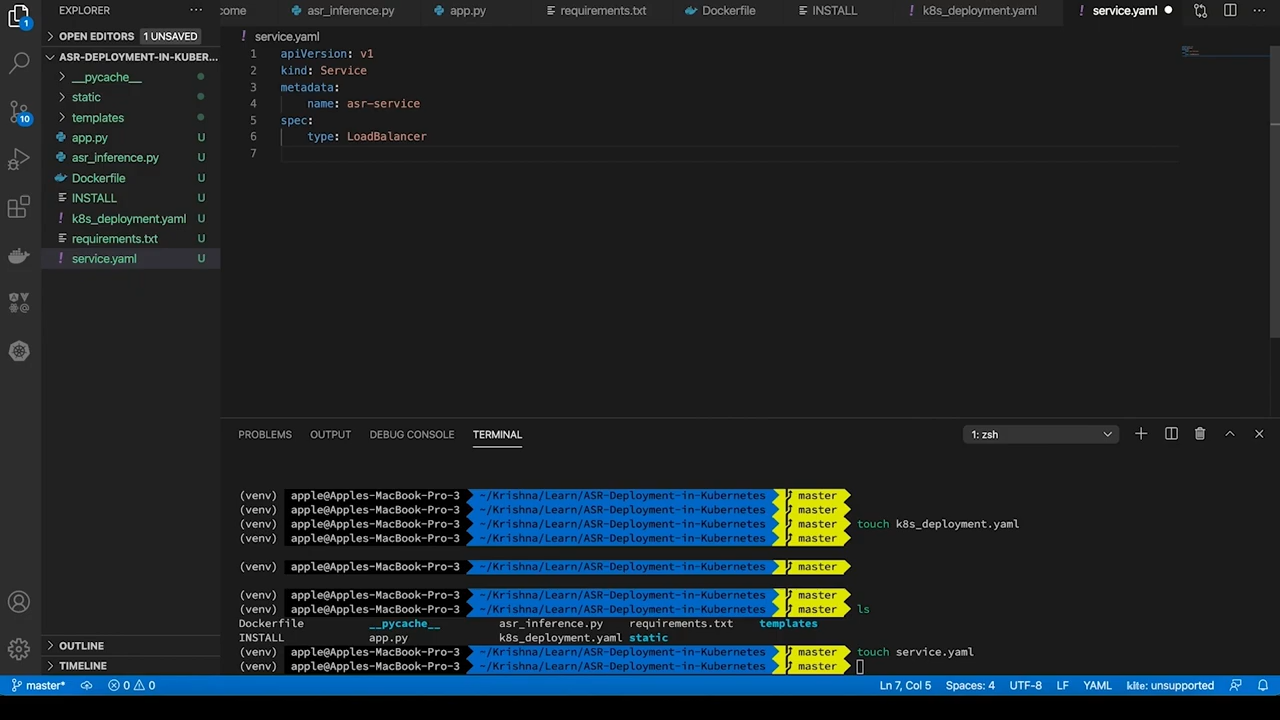 EXPLORER
come
asr_inference.py
app.py
requirements.txt
Dockerfile
INSTALL
k8s_deployment.yaml
service.yaml
1
OPEN EDITORS
1 UNSAVED
ASR-DEPLOYMENT-IN-KUBER...
__pycache__
static
templates
app.py U
asr_inference.py U
Dockerfile U
INSTALL U
k8s_deployment.yaml U
requirements.txt U
service.yaml U
10
service.yaml
1 apiVersion: v1
2 kind: Service
3 metadata:
4 name: asr-service
5 spec:
6 type: LoadBalancer
7
PROBLEMS OUTPUT DEBUG CONSOLE TERMINAL
1: zsh
(venv) apple@Apples-MacBook-Pro-3 ~/Krishna/Learn/ASR-Deployment-in-Kubernetes master
(venv) apple@Apples-MacBook-Pro-3 ~/Krishna/Learn/ASR-Deployment-in-Kubernetes master
(venv) apple@Apples-MacBook-Pro-3 ~/Krishna/Learn/ASR-Deployment-in-Kubernetes master touch k8s_deployment.yaml
(venv) apple@Apples-MacBook-Pro-3 ~/Krishna/Learn/ASR-Deployment-in-Kubernetes master
(venv) apple@Apples-MacBook-Pro-3 ~/Krishna/Learn/ASR-Deployment-in-Kubernetes master
(venv) apple@Apples-MacBook-Pro-3 ~/Krishna/Learn/ASR-Deployment-in-Kubernetes master
(venv) apple@Apples-MacBook-Pro-3 ~/Krishna/Learn/ASR-Deployment-in-Kubernetes master ls
Dockerfile __pycache__ asr_inference.py requirements.txt templates
INSTALL app.py k8s_deployment.yaml static
(venv) apple@Apples-MacBook-Pro-3 ~/Krishna/Learn/ASR-Deployment-in-Kubernetes master touch service.yaml
(venv) apple@Apples-MacBook-Pro-3 ~/Krishna/Learn/ASR-Deployment-in-Kubernetes master
OUTLINE
TIMELINE
master* 0 0
Ln 7, Col 5 Spaces: 4 UTF-8 LF YAML kite: unsupported